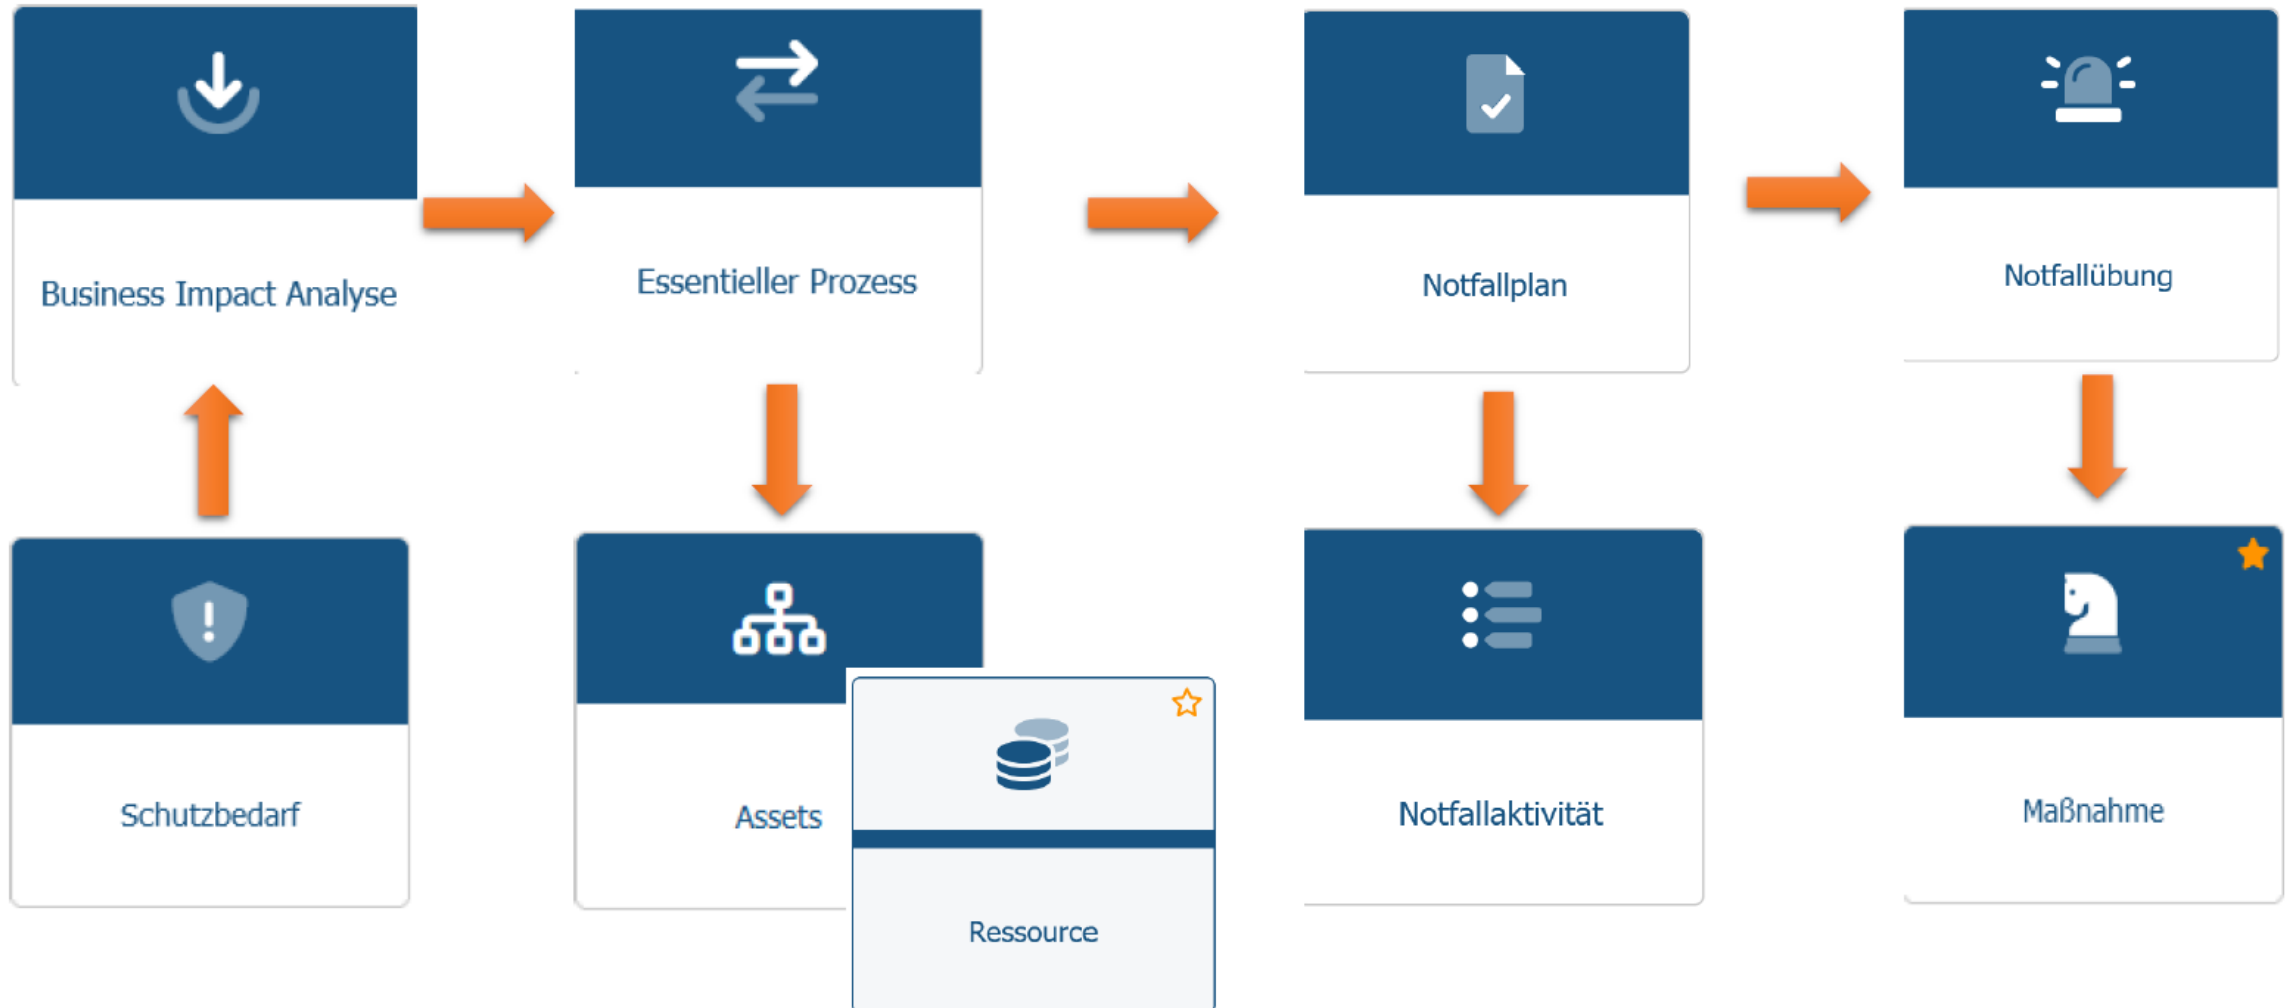 Business Impact Analyse
Essentieller Prozess
Notfallplan
Notfallübung
Schutzbedarf
Assets
Ressource
Notfallaktivität
Maßnahme